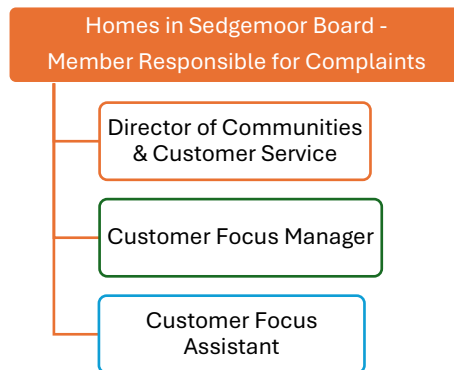 Homes in Sedgemoor Board -
Member Responsible for Complaints
Director of Communities
& Customer Service
Customer Focus Manager
Customer Focus
Assistant